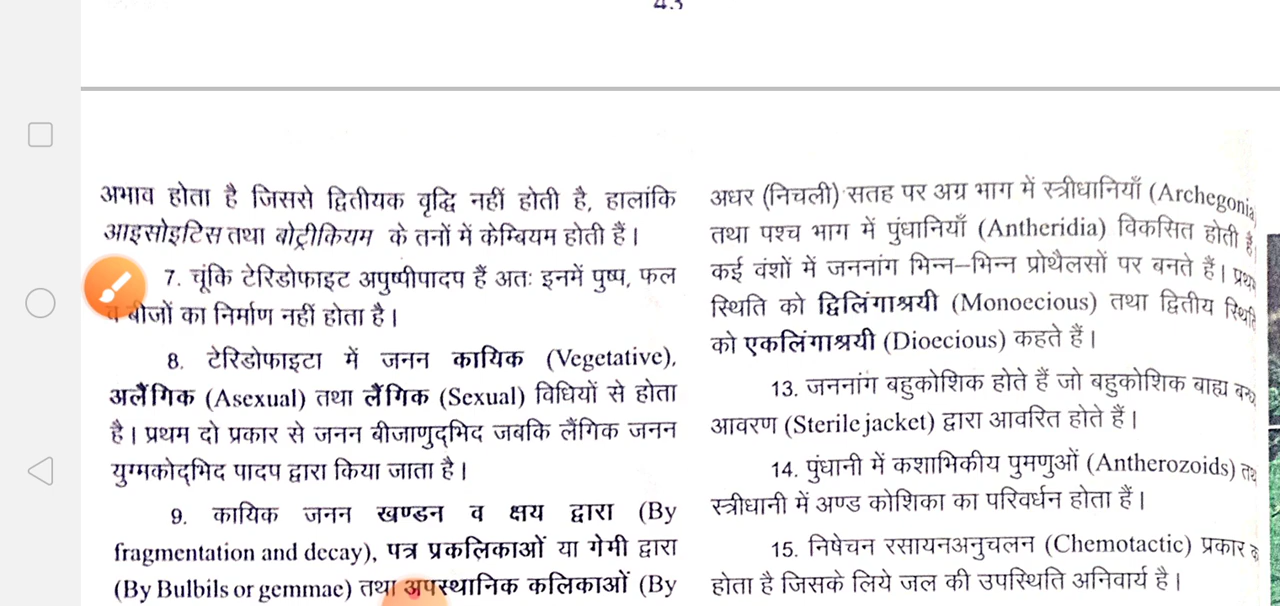 4.3
अभाव होता है जिससे द्वितीयक वृद्धि नहीं होती है, हालांकि
आइसोइटिस तथा बोट्रीकियम के तनों में केम्बियम होती हैं।
7. चूंकि टेरिडोफाइट अपुष्पीपादप हैं अतः इनमें पुष्प, फल
व बीजों का निर्माण नहीं होता है।
8. टेरिडोफाइटा में जनन कायिक (Vegetative),
अलैंगिक (Asexual) तथा लैंगिक (Sexual) विधियों से होता
है। प्रथम दो प्रकार से जनन बीजाणुद्भिद जबकि लैंगिक जनन
युग्मकोद्भिद पादप द्वारा किया जाता है।
9. कायिक जनन खण्डन व क्षय द्वारा (By
fragmentation and decay), पत्र प्रकलिकाओं या गेमी द्वारा
(By Bulbils or gemmae) तथा अपस्थानिक कलिकाओं (By
अधर (निचली) सतह पर अग्र भाग में स्त्रीधानियाँ (Archegonia
तथा पश्च भाग में पुंधानियाँ (Antheridia) विकसित होती है।
कई वंशों में जननांग भिन्न–भिन्न प्रोथैलसों पर बनते हैं। प्रथम
स्थिति को द्विलिंगाश्रयी (Monoecious) तथा द्वितीय स्थिति
को एकलिंगाश्रयी (Dioecious) कहते हैं।
13. जननांग बहुकोशिक होते हैं जो बहुकोशिक बाह्य
आवरण (Sterile jacket) द्वारा आवरित होते हैं।
14. पुंधानी में कशाभिकीय पुमणुओं (Antherozoids)
स्त्रीधानी में अण्ड कोशिका का परिवर्धन होता हैं।
15. निषेचन रसायनअनुचलन (Chemotactic) प्रकार
होता है जिसके लिये जल की उपस्थिति अनिवार्य है।